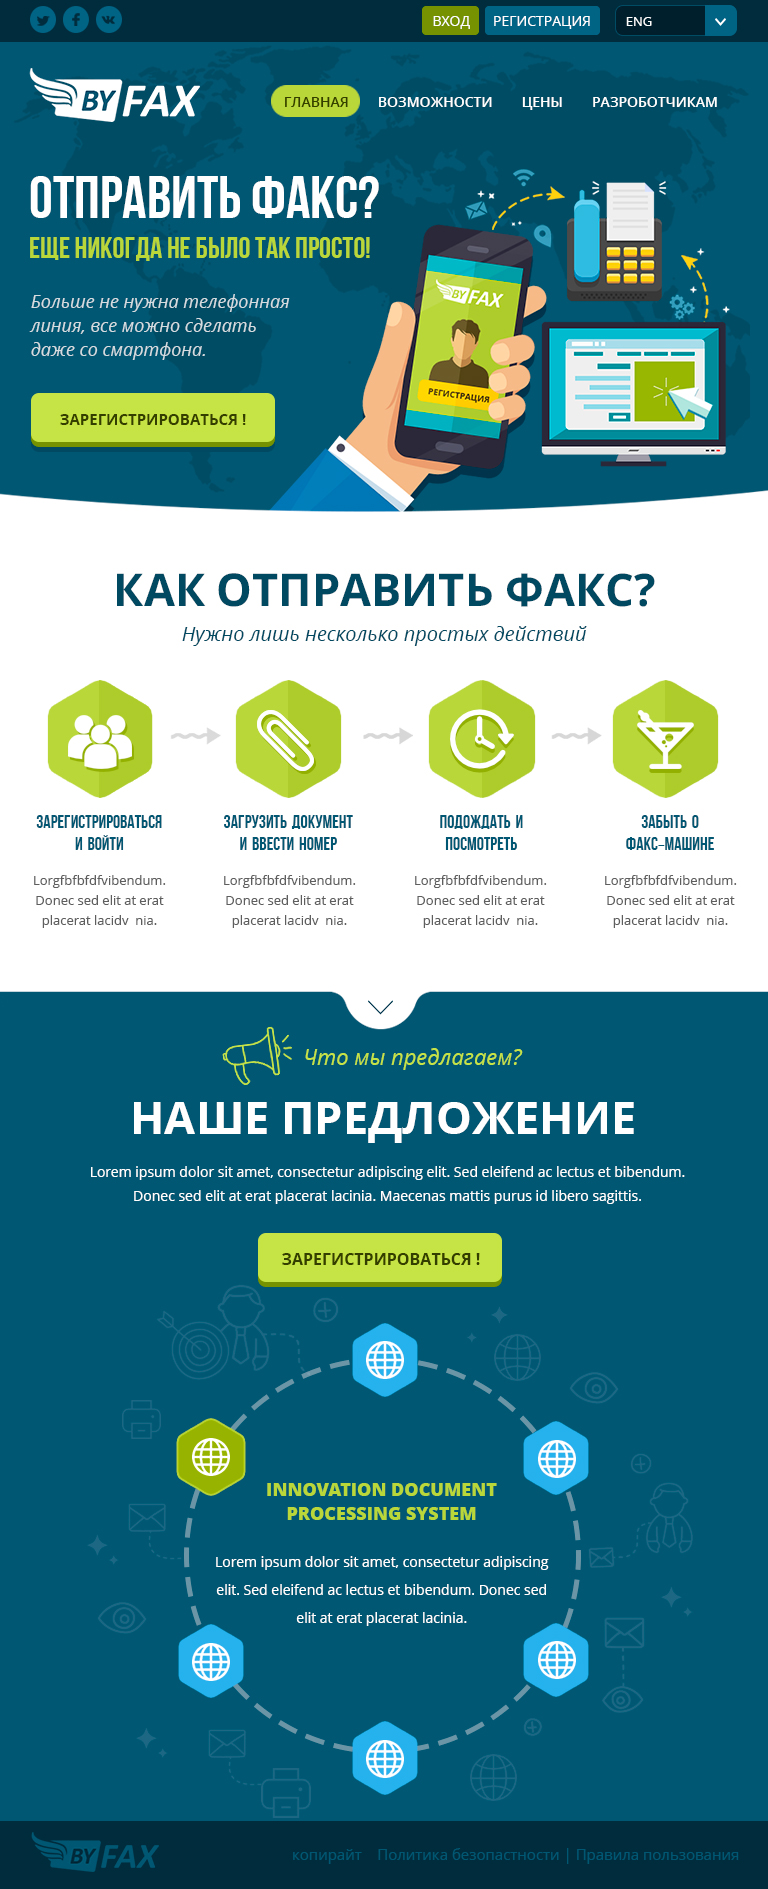 ВХОД
РЕГИСТРАЦИЯ
ENG
BYFAX
ГЛАВНАЯ
ВОЗМОЖНОСТИ
ЦЕНЫ
РАЗРОБОТЧИКАМ
ОТПРАВИТЬ ФАКС?
ЕЩЕ НИКОГДА НЕ БЫЛО ТАК ПРОСТО!
Больше не нужна телефонная
линия, все можно сделать
даже со смартфона.
ЗАРЕГИСТРИРОВАТЬСЯ !
BYFAX
РЕГИСТРАЦИЯ
КАК ОТПРАВИТЬ ФАКС?
Нужно лишь несколько простых действий
ЗАРЕГИСТРИРОВАТЬСЯ
И ВОЙТИ
Lorgfbfbfdfvibendum.
Donec sed elit at erat
placerat lacidv nia.
ЗАГРУЗИТЬ ДОКУМЕНТ
И ВВЕСТИ НОМЕР
Lorgfbfbfdfvibendum.
Donec sed elit at erat
placerat lacidv nia.
ПОДОЖДАТЬ И
ПОСМОТРЕТЬ
Lorgfbfbfdfvibendum.
Donec sed elit at erat
placerat lacidv nia.
ЗАБЫТЬ О
ФАКС-МАШИНЕ
Lorgfbfbfdfvibendum.
Donec sed elit at erat
placerat lacidv nia.
Что мы предлагаем?
НАШЕ ПРЕДЛОЖЕНИЕ
Lorem ipsum dolor sit amet, consectetur adipiscing elit. Sed eleifend ac lectus et bibendum.
Donec sed elit at erat placerat lacinia. Maecenas mattis purus id libero sagittis.
ЗАРЕГИСТРИРОВАТЬСЯ !
INNOVATION DOCUMENT
PROCESSING SYSTEM
Lorem ipsum dolor sit amet, consectetur adipiscing
elit. Sed eleifend ac lectus et bibendum. Donec sed
elit at erat placerat lacinia.
BYFAX
копирайт
Политика безопастности | Правила пользования